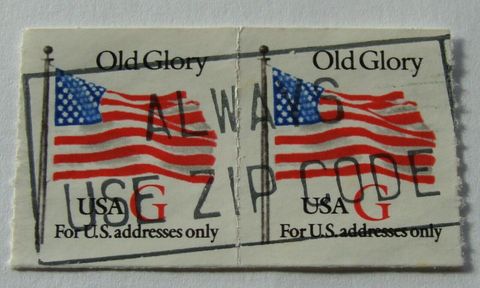 Old Glory
USA G
For U.S. addresses only
Old Glory
USA G
For U.S. addresses only
ALWAYS
USE ZIP CODE